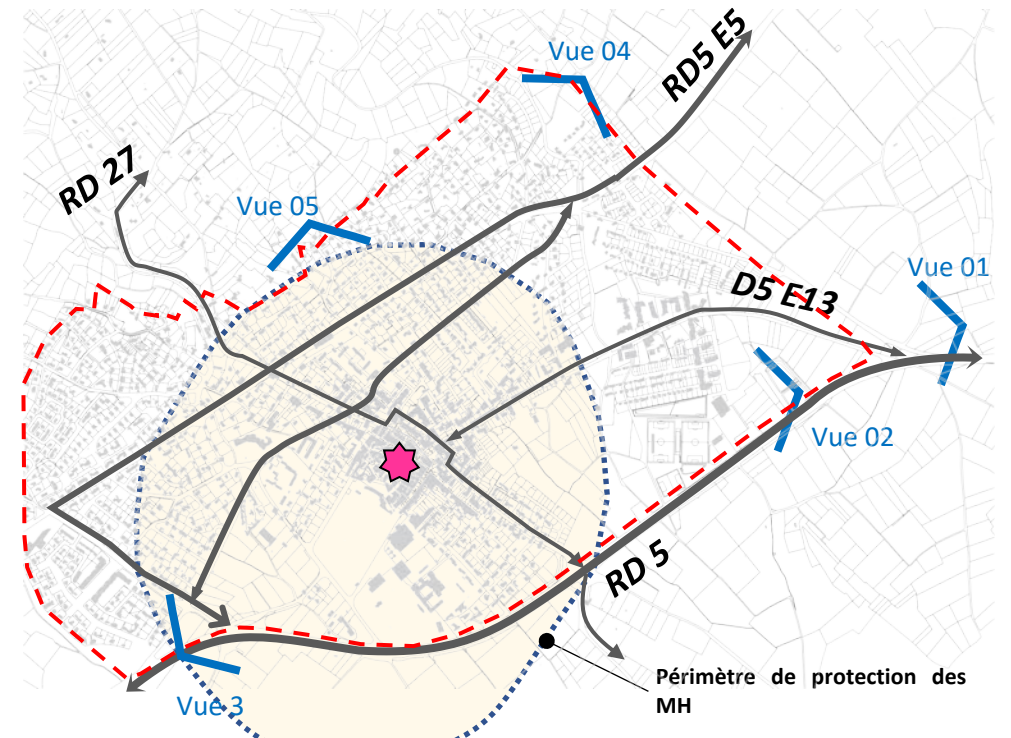 Vue 04
RD5 E5
RD 27
Vue 05
Vue 01
D5 E13
Vue 02
RD 5
Périmètre de protection des
MH
Vue 3